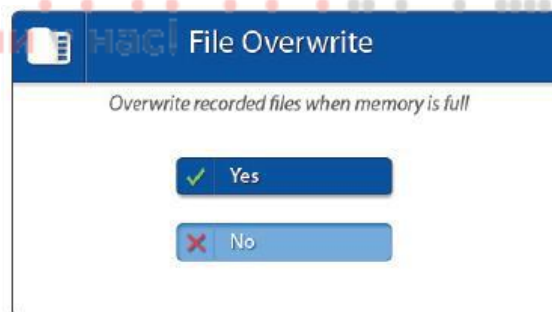 File Overwrite
Overwrite recorded files when memory is full
Yes
No